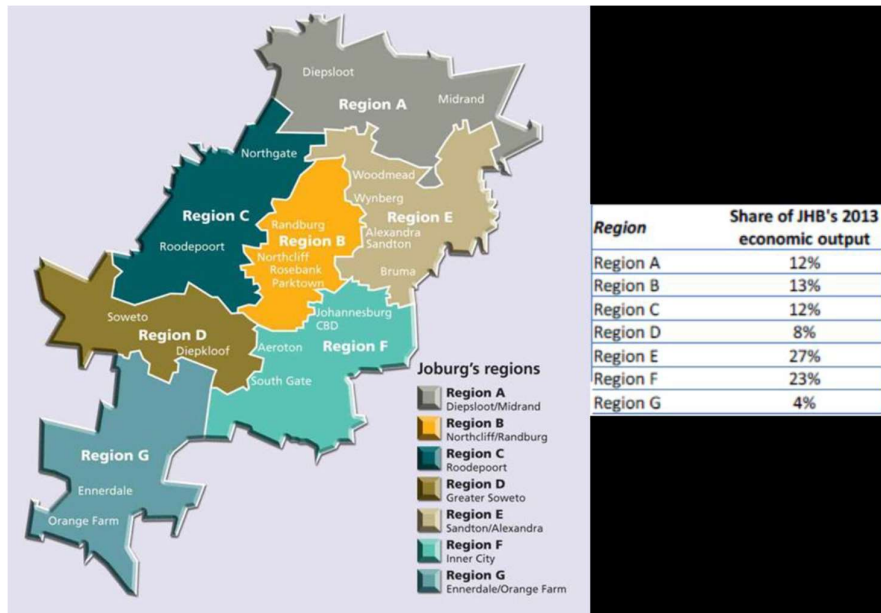 Diepsloot
Midrand
Region A
Northgate
Woodmead
Wynberg
Region C
Region E
Randburg
Alexandra
Region B
Sandton
Roodepoort
Northcliff
Rosebank
Bruma
Parktown
Soweto
Johannesburg
CBD
Region D
Diepkloof
Aeroton
Region F
South Gate
Region G
Ennerdale
Orange Farm
Joburg's regions
Region A
Diepsloot/Midrand
Region B
Northcliff/Randburg
Region C
Roodepoort
Region D
Greater Soweto
Region E
Sandton/Alexandra
Region F
Inner City
Region G
Ennerdale/Orange Farm
Region Share of JHB's 2013
economic output
Region A 12%
Region B 13%
Region C 12%
Region D 8%
Region E 27%
Region F 23%
Region G 4%